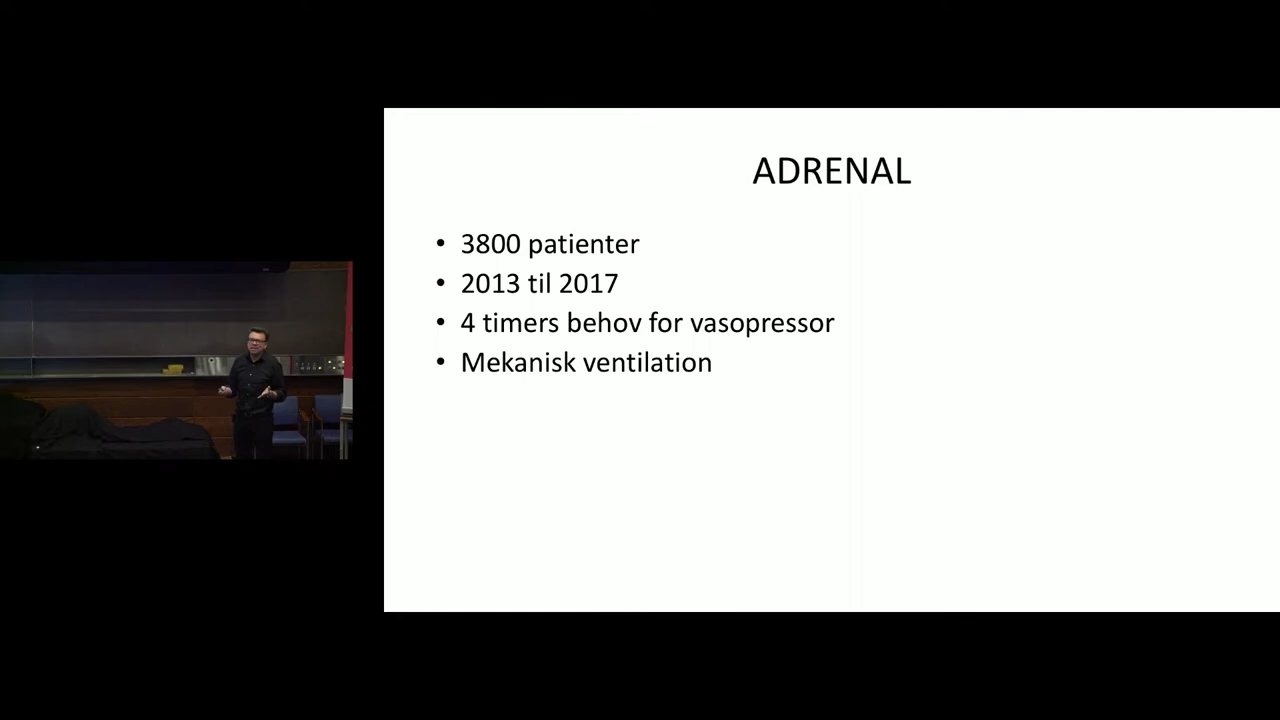 ADRENAL
• 3800 patienter
• 2013 til 2017
• 4 timers behov for vasopressor
• Mekanisk ventilation